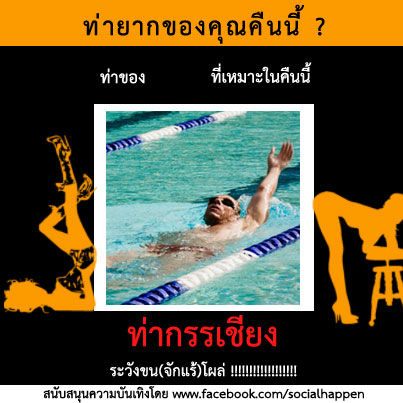 ท่ายากของคุณคืนนี้ ?
ท่าของ ที่เหมาะในคืนนี้
ท่ากรรเชียง
ระวังขน(จักแร้)โผล่ !!!!!!!!!!!!!!!!!!
สนับสนุนความบันเทิงโดย www.facebook.com/socialhappen